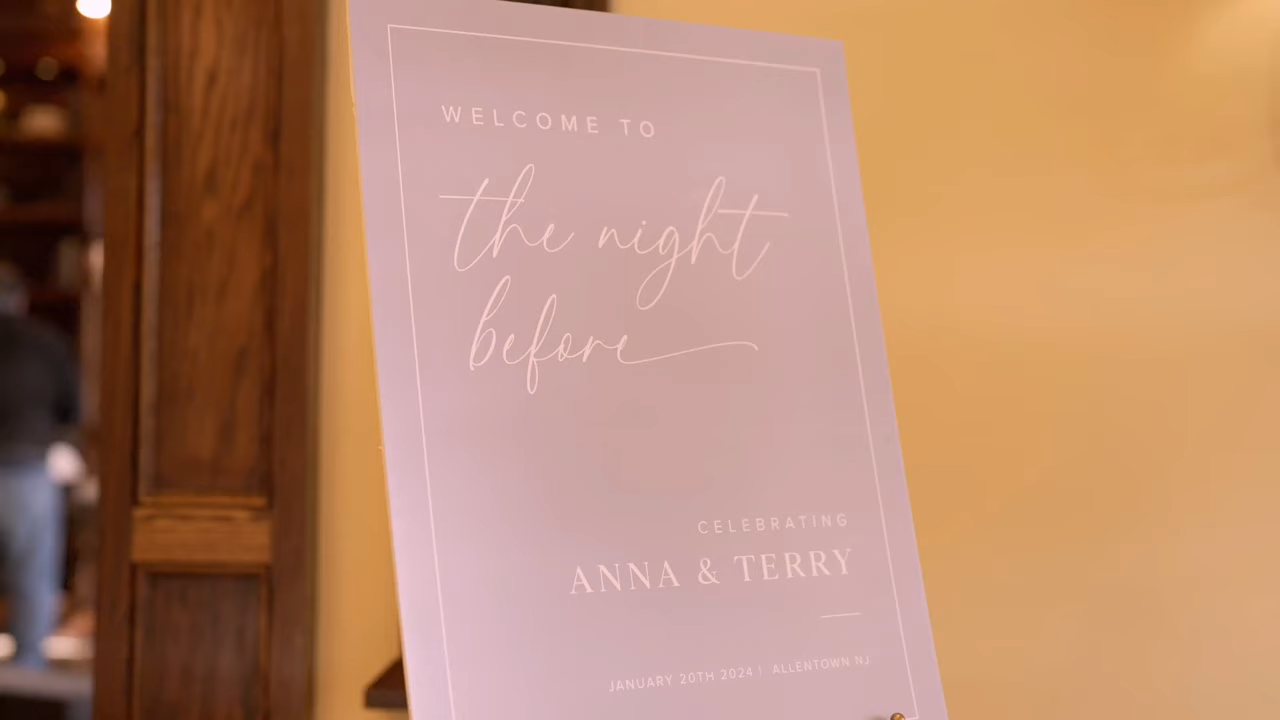 WELCOME TO
the night
before
CELEBRATING
ANNA & TERRY
JANUARY 20TH 2024 | ALLENTOWN NJ